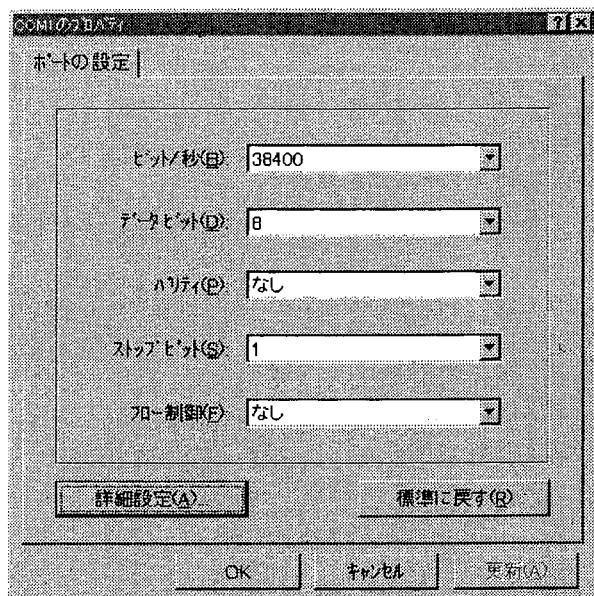 COM1のプロパティ
ポートの設定
ビット/秒(B): 38400
データ ビット(D): 8
パリティ(P): なし
ストップ ビット(S): 1
フロー制御(F): なし
詳細設定(A)...
標準に戻す(R)
OK
キャンセル
更新(A)